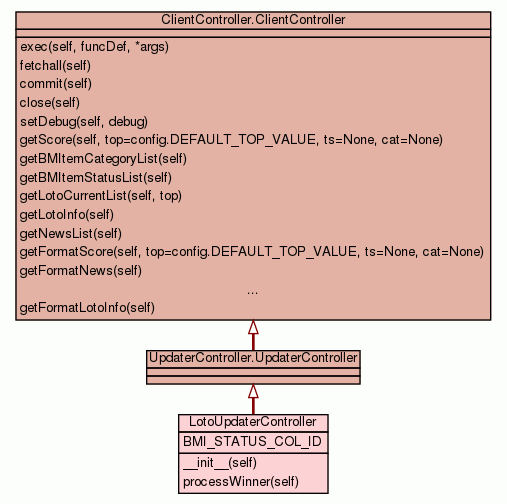 ClientController.ClientController
exec(self, funcDef, *args)
fetchall(self)
commit(self)
close(self)
setDebug(self, debug)
getScore(self, top=config.DEFAULT_TOP_VALUE, ts=None, cat=None)
getBMItemCategoryList(self)
getBMItemStatusList(self)
getLotoCurrentList(self, top)
getLotoInfo(self)
getNewsList(self)
getFormatScore(self, top=config.DEFAULT_TOP_VALUE, ts=None, cat=None)
getFormatNews(self)
...
getFormatLotoInfo(self)
UpdaterController.UpdaterController
LotoUpdaterController
BMI_STATUS_COL_ID
__init__(self)
processWinner(self)